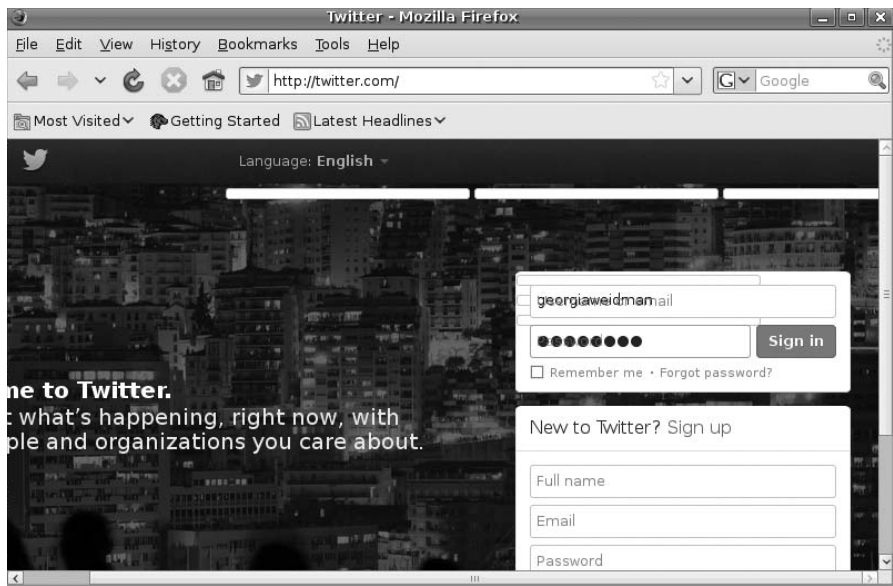 Twitter - Mozilla Firefox
File Edit View History Bookmarks Tools Help
http://twitter.com/ G Google
Most Visited Getting Started Latest Headlines
Language: English
georgiaweidman email
Sign in
Remember me · Forgot password?
me to Twitter.
t what's happening, right now, with
ple and organizations you care about.
New to Twitter? Sign up
Full name
Email
Password